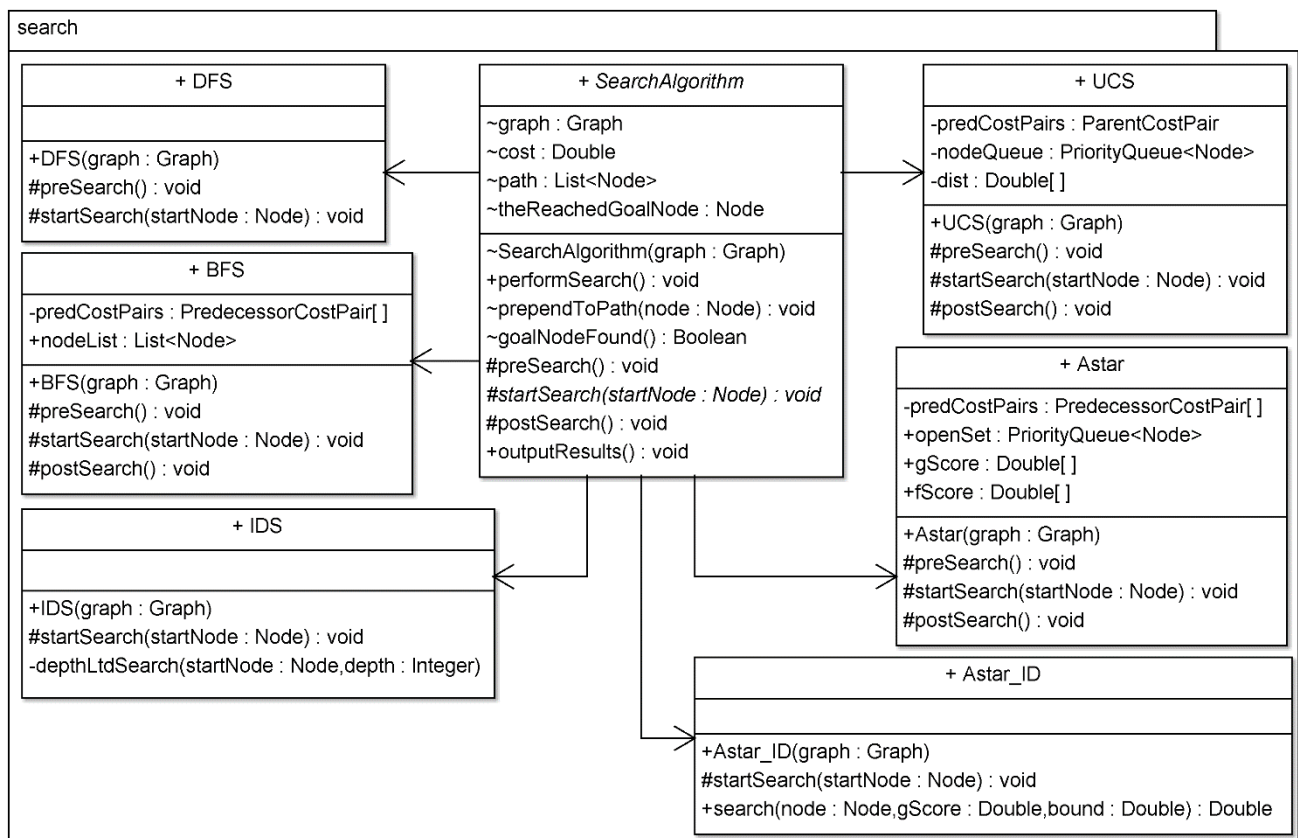 search
+ DFS
+DFS(graph : Graph)
#preSearch() : void
#startSearch(startNode : Node) : void
+ BFS
-predCostPairs : PredecessorCostPair[ ]
+nodeList : List<Node>
+BFS(graph : Graph)
#preSearch() : void
#startSearch(startNode : Node) : void
#postSearch() : void
+ IDS
+IDS(graph : Graph)
#startSearch(startNode : Node) : void
-depthLtdSearch(startNode : Node,depth : Integer)
+ SearchAlgorithm
~graph : Graph
~cost : Double
~path : List<Node>
~theReachedGoalNode : Node
~SearchAlgorithm(graph : Graph)
+performSearch() : void
~prependToPath(node : Node) : void
~goalNodeFound() : Boolean
#preSearch() : void
#startSearch(startNode : Node) : void
#postSearch() : void
+outputResults() : void
+ UCS
-predCostPairs : ParentCostPair
-nodeQueue : PriorityQueue<Node>
-dist : Double[ ]
+UCS(graph : Graph)
#preSearch() : void
#startSearch(startNode : Node) : void
#postSearch() : void
+ Astar
-predCostPairs : PredecessorCostPair[ ]
+openSet : PriorityQueue<Node>
+gScore : Double[ ]
+fScore : Double[ ]
+Astar(graph : Graph)
#preSearch() : void
#startSearch(startNode : Node) : void
#postSearch() : void
+ Astar_ID
+Astar_ID(graph : Graph)
#startSearch(startNode : Node) : void
+search(node : Node,gScore : Double,bound : Double) : Double